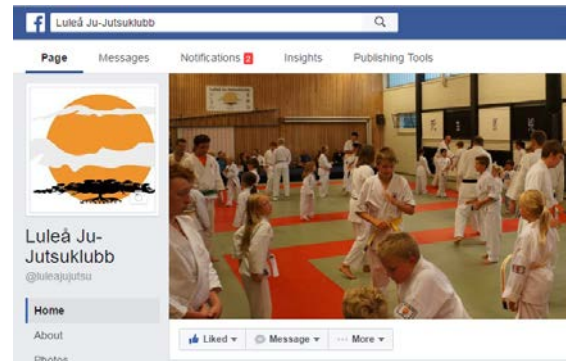 f Luleå Ju-Jutsuklubb
Page Messages Notifications 2 Insights Publishing Tools
Luleå Ju-
Jutsuklubb
@luleajujutsu
Home
About
Photos
Liked Message ... More